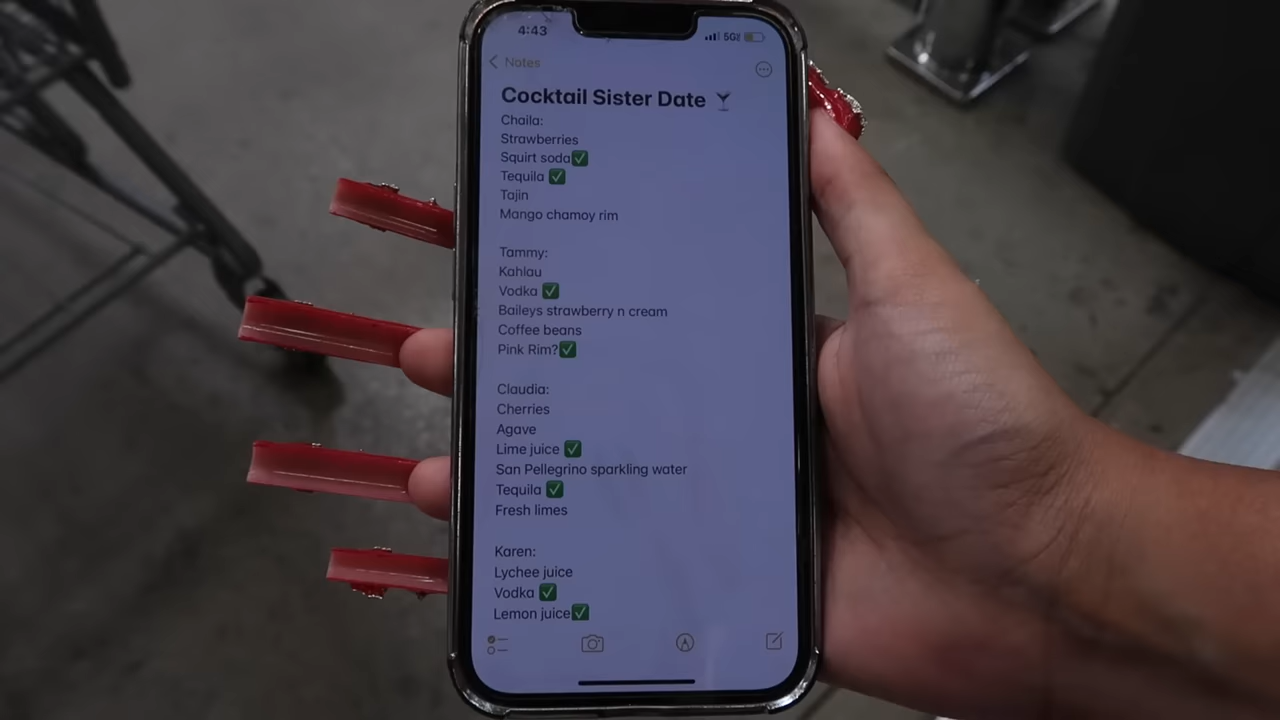 4:43
5G
Notes
Cocktail Sister Date 🍸
Chaila:
Strawberries
Squirt soda✅
Tequila ✅
Tajin
Mango chamoy rim
Tammy:
Kahlau
Vodka ✅
Baileys strawberry n cream
Coffee beans
Pink Rim?✅
Claudia:
Cherries
Agave
Lime juice ✅
San Pellegrino sparkling water
Tequila ✅
Fresh limes
Karen:
Lychee juice
Vodka ✅
Lemon juice✅